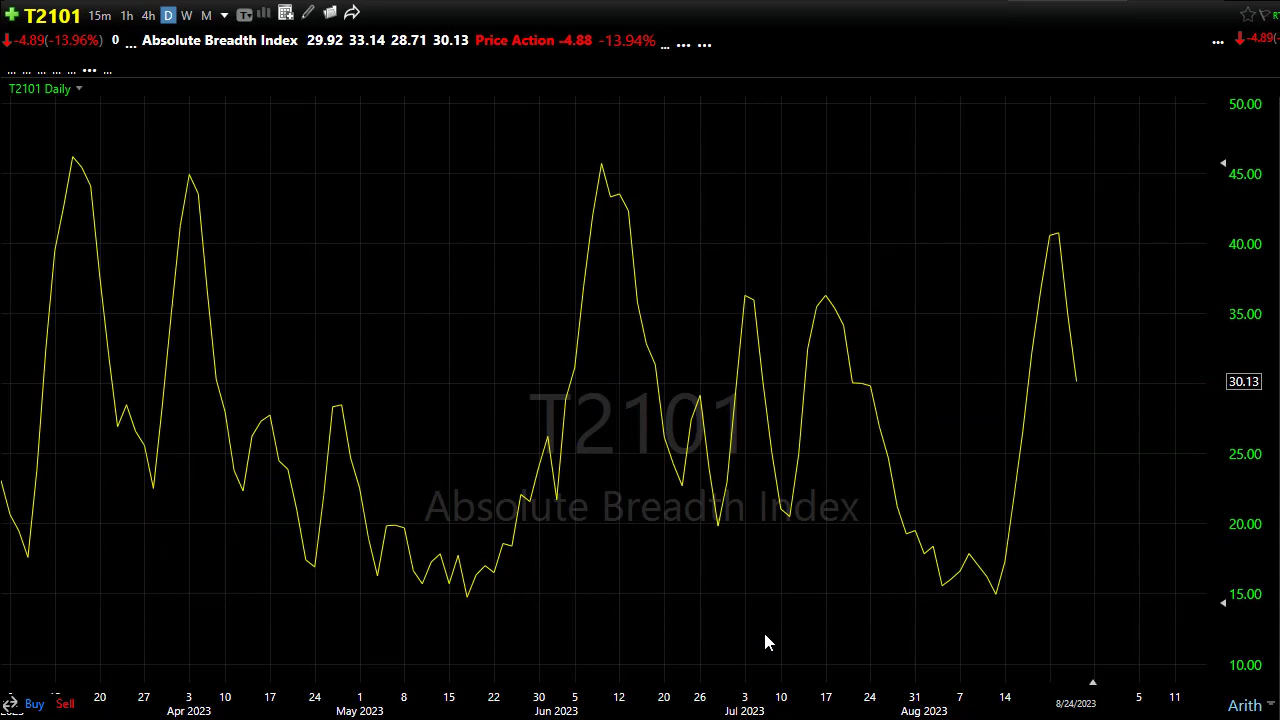 T2101 15m 1h 4h D W M T
-4.89(-13.96%) 0 ... Absolute Breadth Index 29.92 33.14 28.71 30.13 Price Action -4.88 -13.94% ... ... ... ... -4.89(-
... ... ... ... ... ... ...
T2101 Daily
50.00
45.00
40.00
35.00
30.13
25.00
20.00
15.00
10.00
T2101
Absolute Breadth Index
20 27 3 10 17 24 1 8 15 22 30 5 12 20 26 3 10 17 24 31 7 14 5 11
Apr 2023 May 2023 Jun 2023 Jul 2023 Aug 2023 8/24/2023
Buy Sell Arith